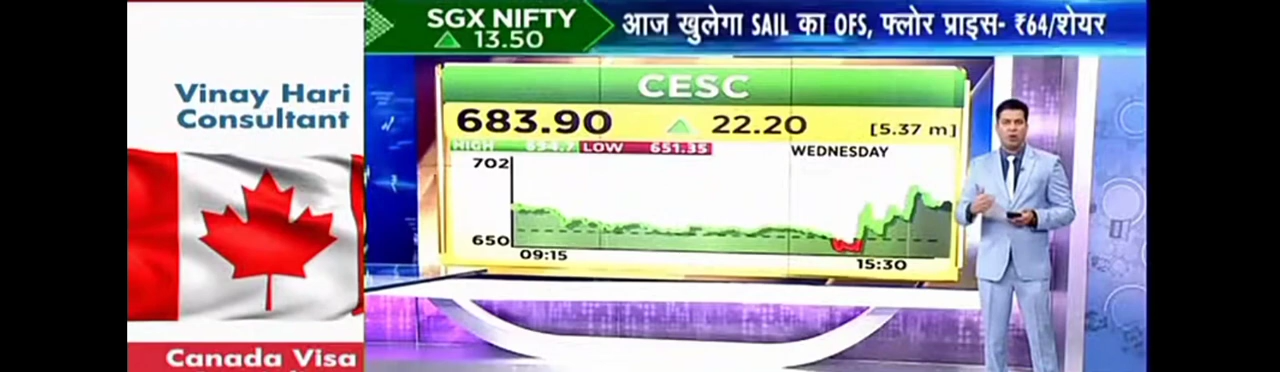 Vinay Hari
Consultant
Canada Visa
SGX NIFTY
▲ 13.50
आज खुलेगा SAIL का OFS, फ्लोर प्राइस- ₹64/शेयर
CESC
683.90 ▲ 22.20 [5.37 m]
HIGH LOW 651.35
WEDNESDAY
702
650
09:15 15:30